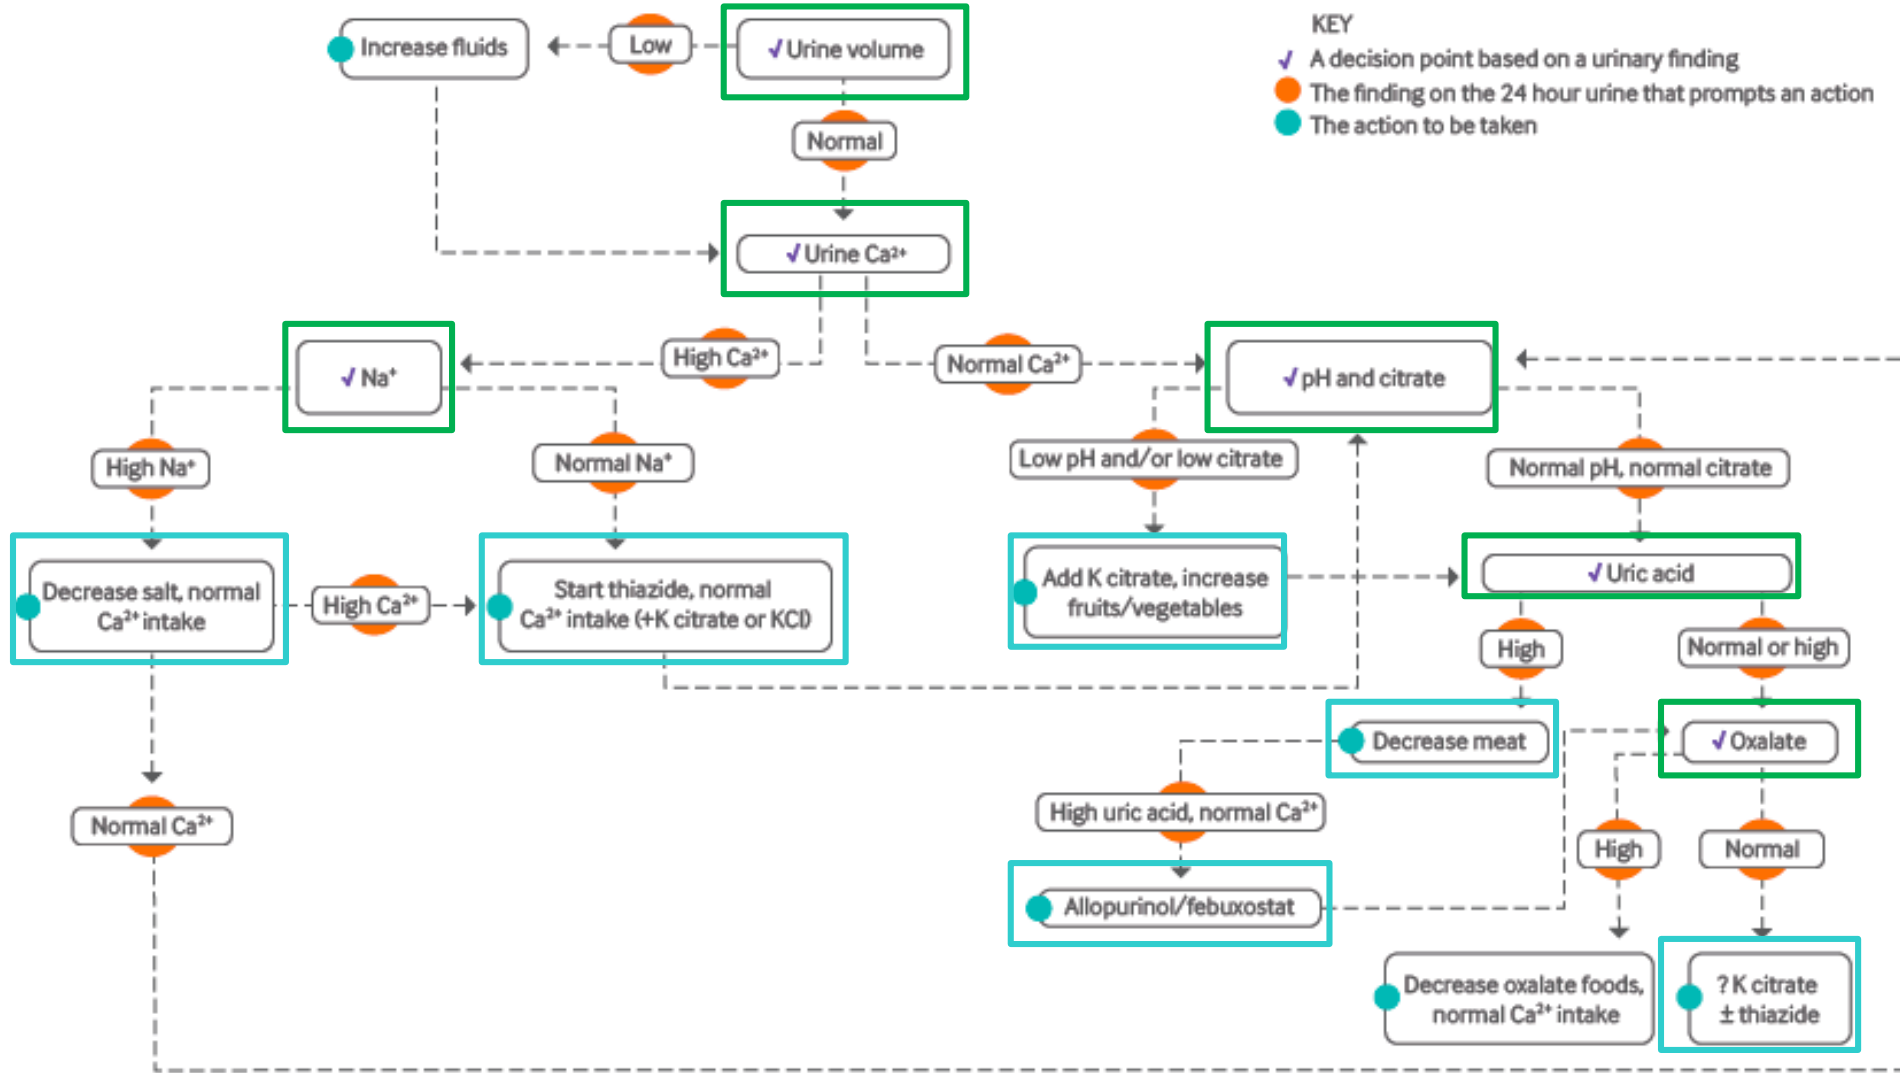 KEY
√ A decision point based on a urinary finding
The finding on the 24 hour urine that prompts an action
The action to be taken
Increase fluids
Low
√ Urine volume
Normal
√ Urine Ca²⁺
√ Na⁺
High Ca²⁺
Normal Ca²⁺
√ pH and citrate
High Na⁺
Normal Na⁺
Low pH and/or low citrate
Normal pH, normal citrate
Decrease salt, normal
Ca²⁺ intake
High Ca²⁺
Start thiazide, normal
Ca²⁺ intake (+K citrate or KCl)
Add K citrate, increase
fruits/vegetables
√ Uric acid
High
Normal or high
Decrease meat
√ Oxalate
Normal Ca²⁺
High uric acid, normal Ca²⁺
High
Normal
Allopurinol/febuxostat
Decrease oxalate foods,
normal Ca²⁺ intake
? K citrate
± thiazide